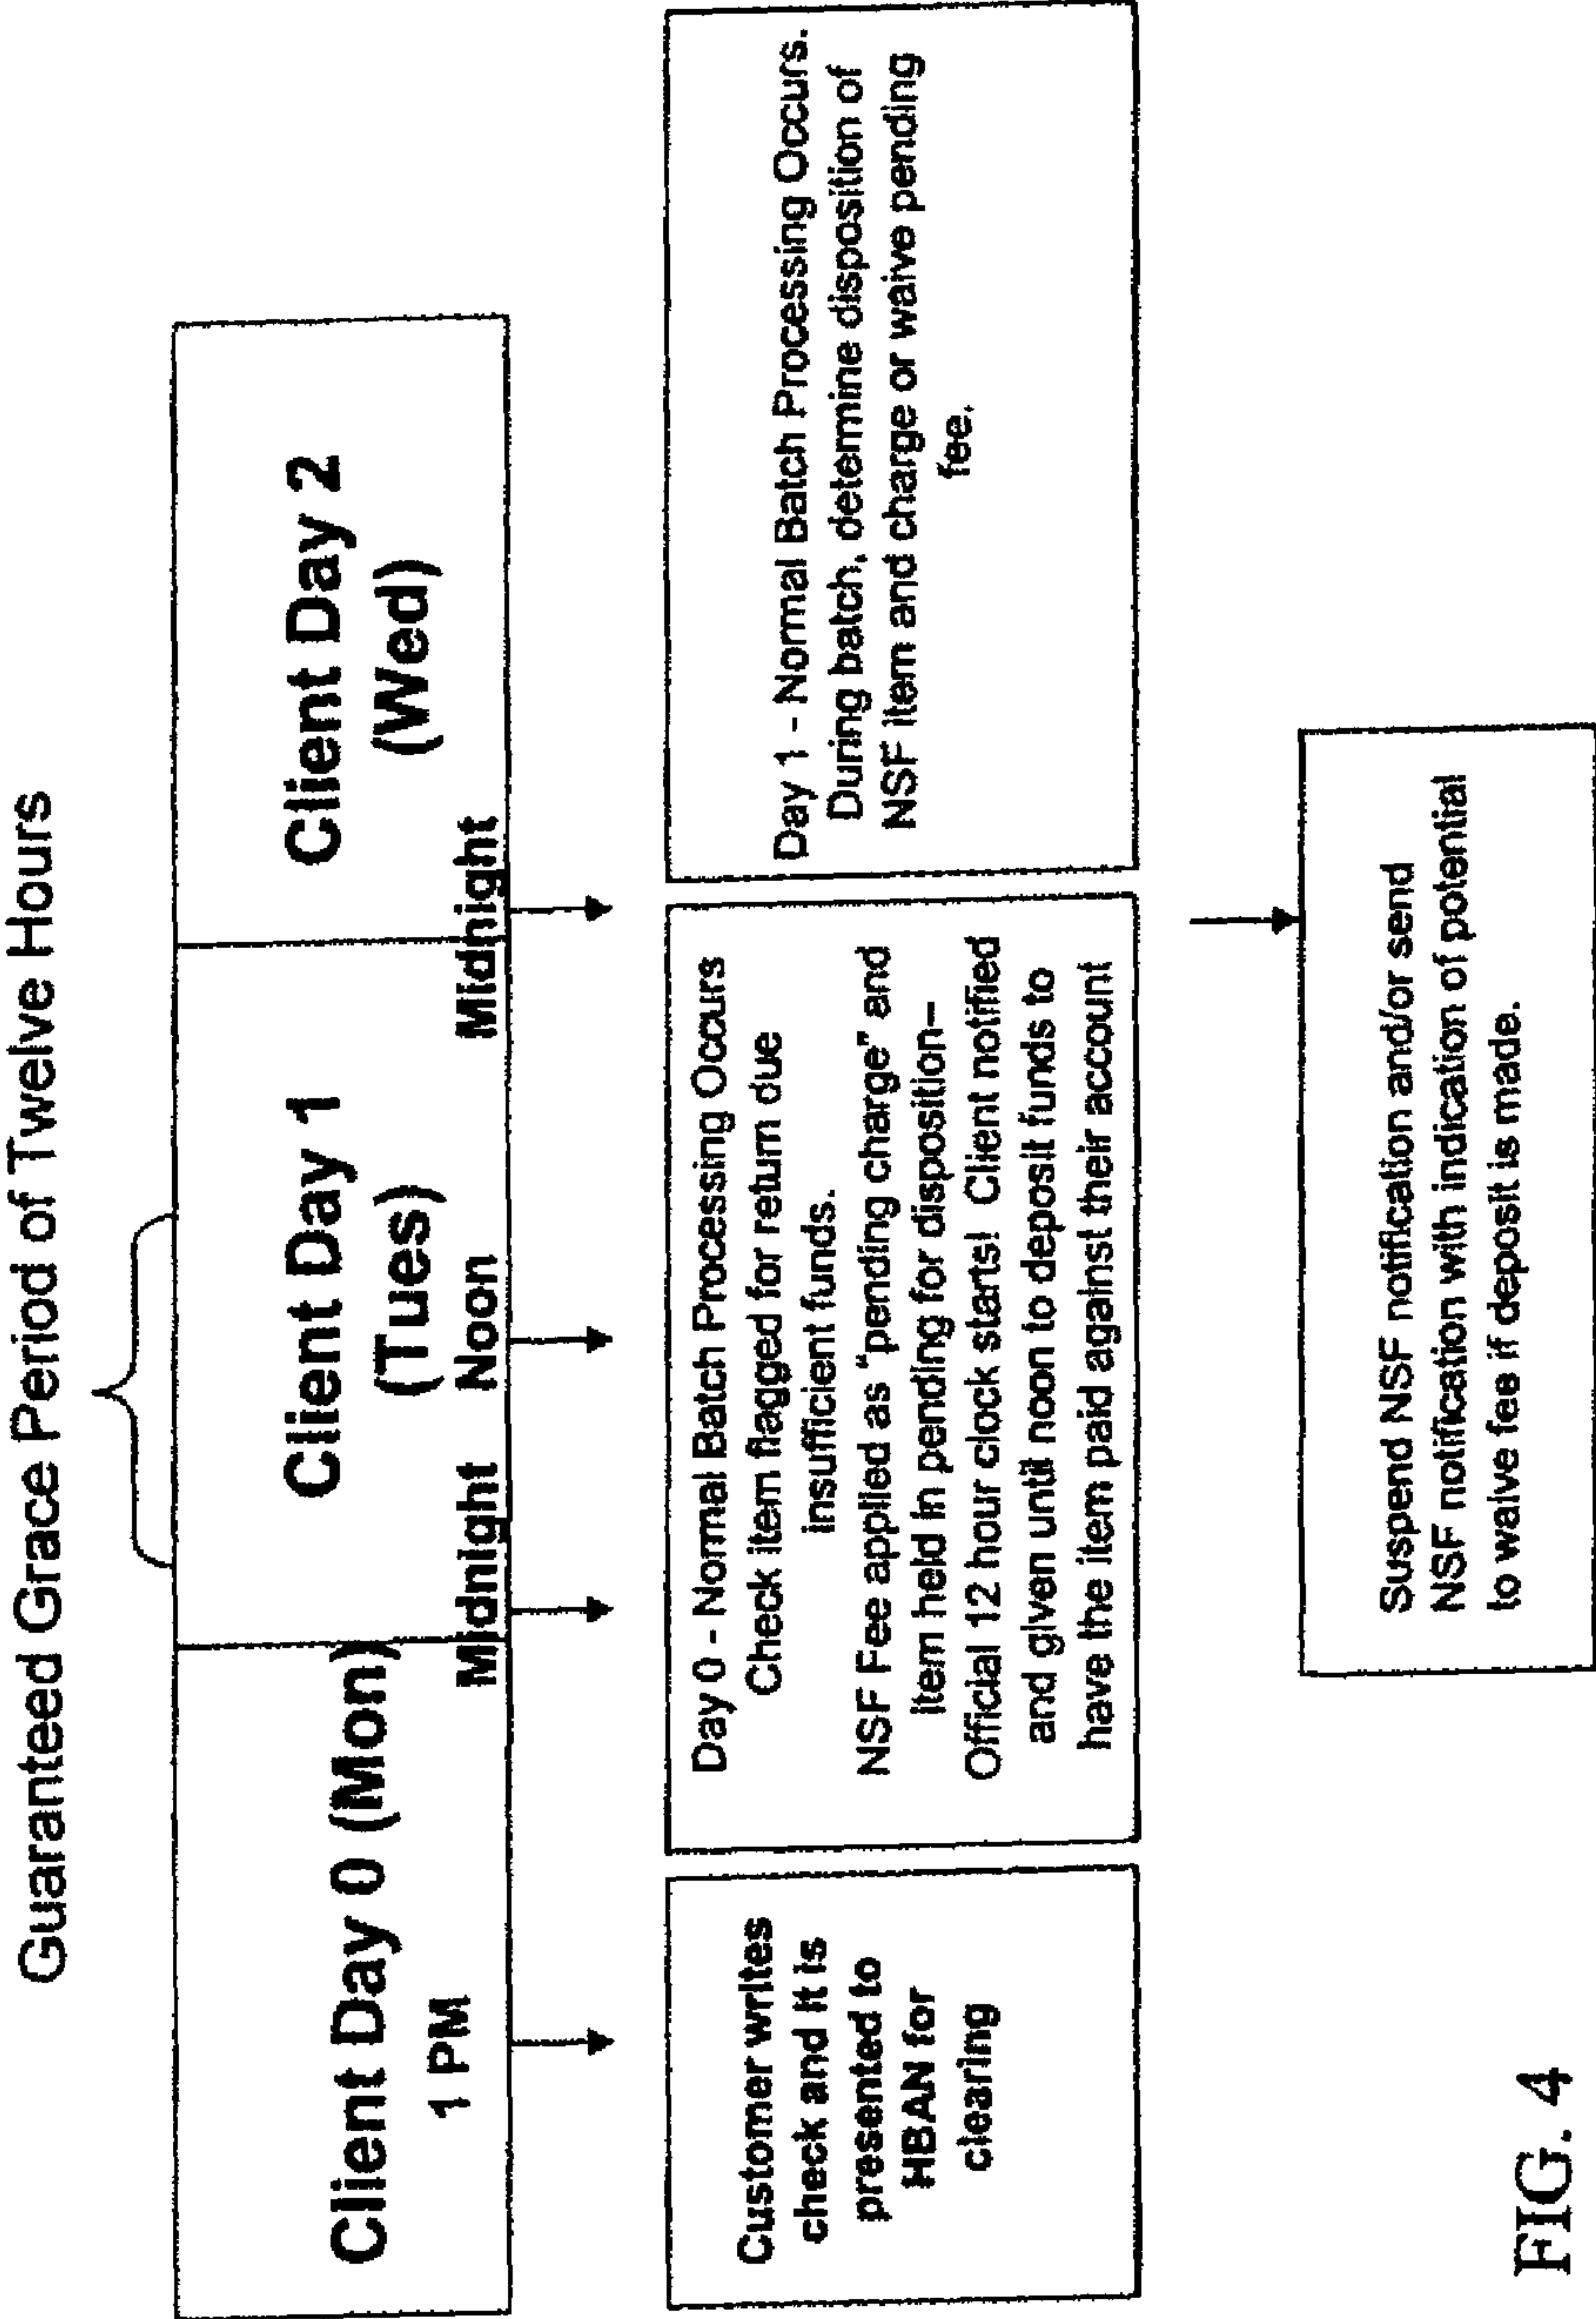 Guaranteed Grace Period of Twelve Hours
Client Day 0 (Mon)
1 PM
Client Day 1
(Tues)
Midnight Noon
Midnight
Client Day 2
(Wed)
Customer writes
check and it is
presented to
HBAN for
clearing
Day 0 - Normal Batch Processing Occurs
Check item flagged for return due
insufficient funds.
NSF Fee applied as "pending charge" and
item held in pending for disposition–
Official 12 hour clock starts! Client notified
and given until noon to deposit funds to
have the item paid against their account
Day 1 - Normal Batch Processing Occurs.
During batch, determine disposition of
NSF item and charge or waive pending
fee.
Suspend NSF notification and/or send
NSF notification with indication of potential
to waive fee if deposit is made.
FIG. 4